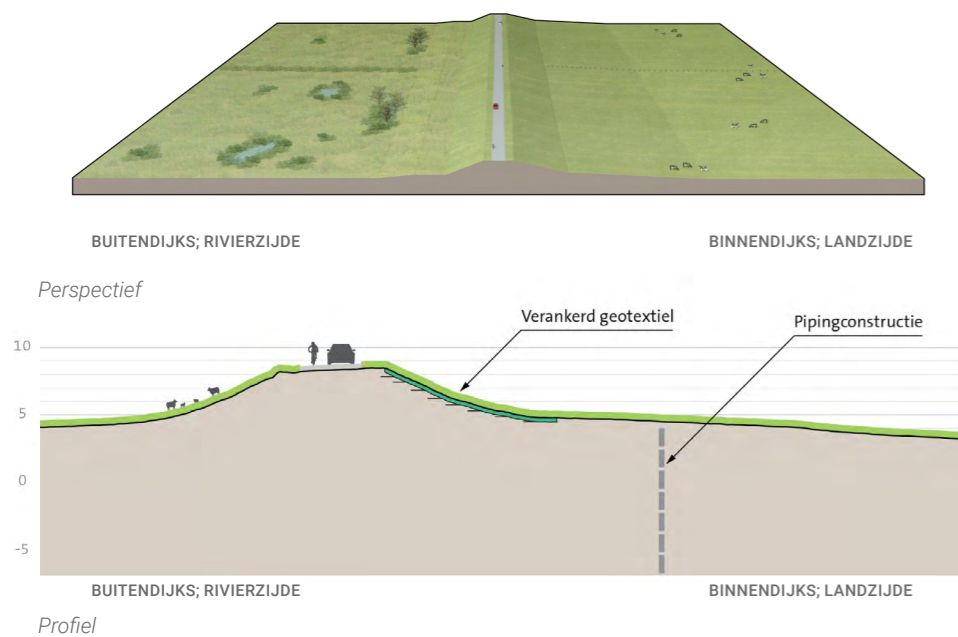 BUITENDIJKS; RIVIERZIJDE
BINNENDIJKS; LANDZIJDE
Perspectief
Verankerd geotextiel
Pipingconstructie
10
5
0
-5
BUITENDIJKS; RIVIERZIJDE
BINNENDIJKS; LANDZIJDE
Profiel